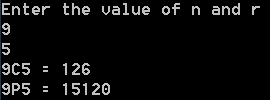 Enter the value of n and r
9
5
9C5 = 126
9P5 = 15120